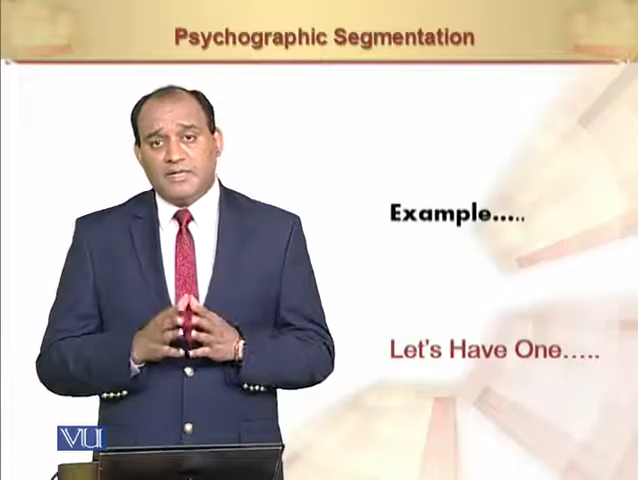 Psychographic Segmentation
Example.....
Let's Have One.....
VU